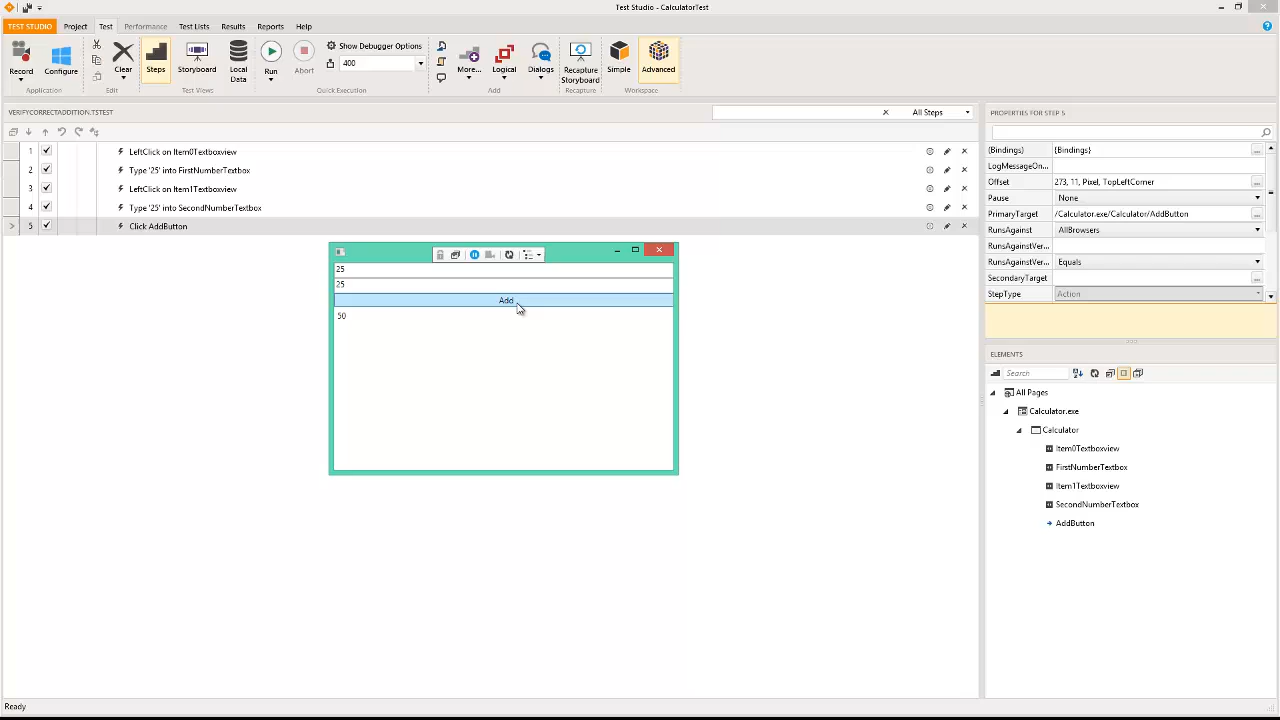 Test Studio - CalculatorTest
TEST STUDIO Project Test Performance Test Lists Results Reports Help
Record Configure Clear Steps Storyboard Local Data Run Abort Show Debugger Options 400 More... Logical Dialogs Recapture Storyboard Simple Advanced
Application Edit Test Views Quick Execution Add Recapture Workspace
VERIFYCORRECTADDITION.TSTEST All Steps
1 LeftClick on Item0Textboxview
2 Type '25' into FirstNumberTextbox
3 LeftClick on Item1Textboxview
4 Type '25' into SecondNumberTextbox
5 Click AddButton
25
25
Add
50
PROPERTIES FOR STEP 5
(Bindings) {Bindings}
LogMessageOn...
Offset 273, 11, Pixel, TopLeftCorner
Pause None
PrimaryTarget /Calculator.exe/Calculator/AddButton
RunsAgainst AllBrowsers
RunsAgainstVer
RunsAgainstVer Equals
SecondaryTarget
StepType Action
ELEMENTS
Search
All Pages
Calculator.exe
Calculator
Item0Textboxview
FirstNumberTextbox
Item1Textboxview
SecondNumberTextbox
AddButton
Ready